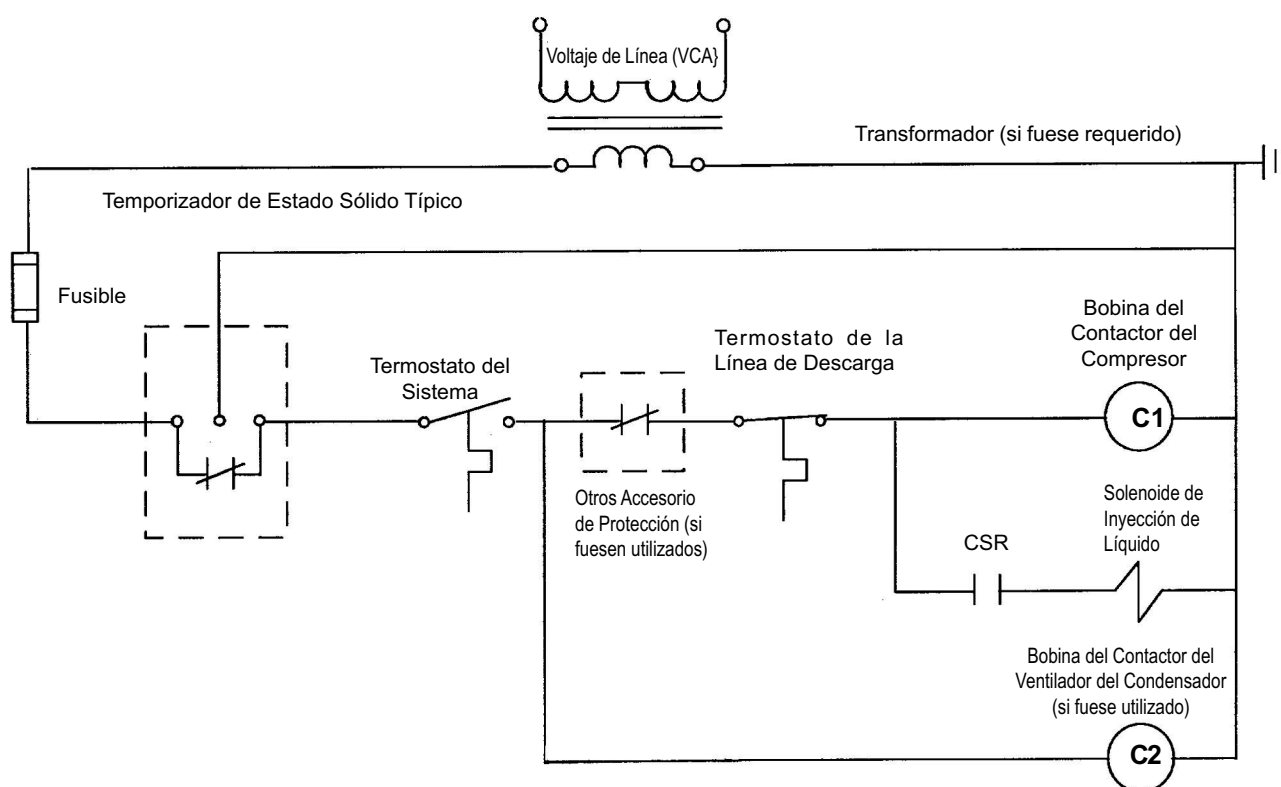 Voltaje de Línea (VCA}
Transformador (si fuese requerido)
Temporizador de Estado Sólido Típico
Fusible
Termostato del
Sistema
Termostato de la
Línea de Descarga
Bobina del
Contactor del
Compresor
C1
Otros Accesorio
de Protección (si
fuesen utilizados)
CSR
Solenoide de
Inyección de
Líquido
Bobina del Contactor del
Ventilador del Condensador
(si fuese utilizado)
C2